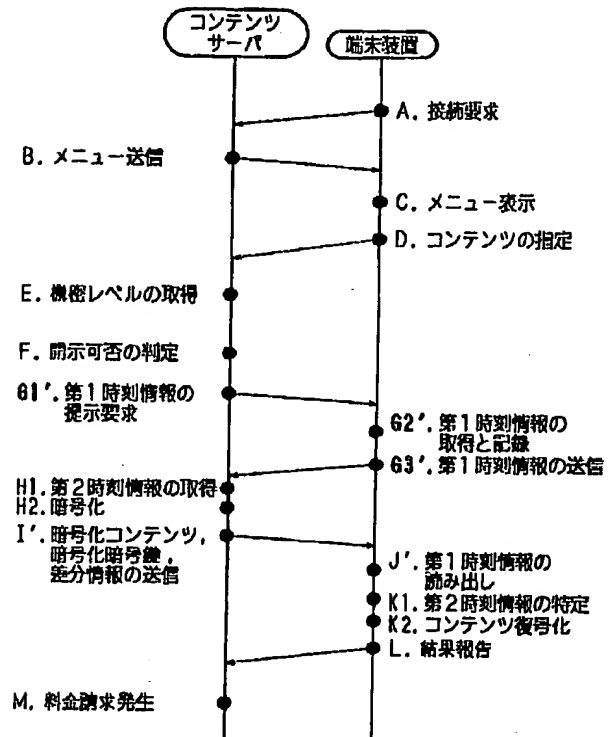 コンテンツ
サーバ
端末装置
A. 接続要求
B. メニュー送信
C. メニュー表示
D. コンテンツの指定
E. 機密レベルの取得
F. 開示可否の判定
G1′. 第1時刻情報の
提示要求
G2′. 第1時刻情報の
取得と記録
G3′. 第1時刻情報の送信
H1. 第2時刻情報の取得
H2. 暗号化
I′. 暗号化コンテンツ,
暗号化暗号鍵,
差分情報の送信
J′. 第1時刻情報の
読み出し
K1. 第2時刻情報の特定
K2. コンテンツ復号化
L. 結果報告
M. 料金請求発生